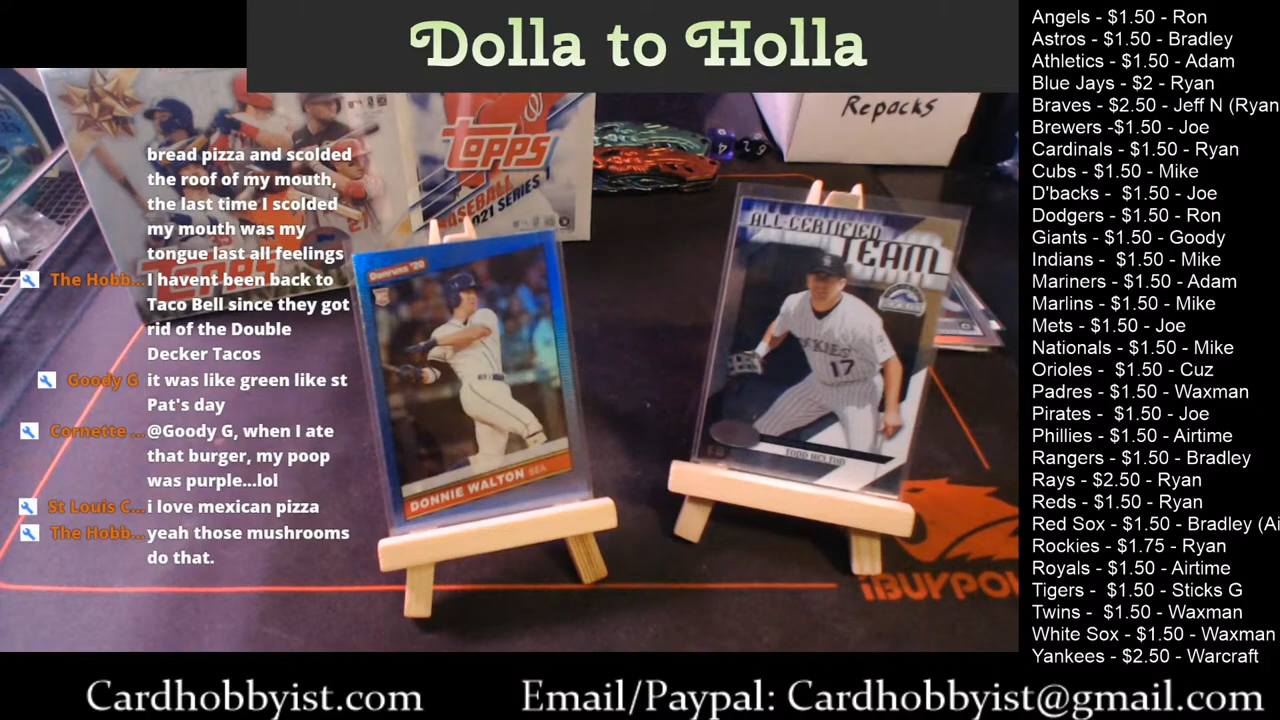 Dolla to Holla
bread pizza and scolded
the roof of my mouth,
the last time I scolded
my mouth was my
tongue last all feelings
The Hobb... I havent been back to
Taco Bell since they got
rid of the Double
Decker Tacos
Goody G it was like green like st
Pat's day
Cornette ... @Goody G, when I ate
that burger, my poop
was purple...lol
St Louis C... i love mexican pizza
The Hobb... yeah those mushrooms
do that.
TOPPS
BASEBALL
2021 SERIES 1
Repacks
Donruss '20
RC
DONNIE WALTON SEA
ALL-CERTIFIED
TEAM
17
TODD HELTON
iBUYPO
Angels - $1.50 - Ron
Astros - $1.50 - Bradley
Athletics - $1.50 - Adam
Blue Jays - $2 - Ryan
Braves - $2.50 - Jeff N (Ryan
Brewers -$1.50 - Joe
Cardinals - $1.50 - Ryan
Cubs - $1.50 - Mike
D'backs - $1.50 - Joe
Dodgers - $1.50 - Ron
Giants - $1.50 - Goody
Indians - $1.50 - Mike
Mariners - $1.50 - Adam
Marlins - $1.50 - Mike
Mets - $1.50 - Joe
Nationals - $1.50 - Mike
Orioles - $1.50 - Cuz
Padres - $1.50 - Waxman
Pirates - $1.50 - Joe
Phillies - $1.50 - Airtime
Rangers - $1.50 - Bradley
Rays - $2.50 - Ryan
Reds - $1.50 - Ryan
Red Sox - $1.50 - Bradley (Ai
Rockies - $1.75 - Ryan
Royals - $1.50 - Airtime
Tigers - $1.50 - Sticks G
Twins - $1.50 - Waxman
White Sox - $1.50 - Waxman
Yankees - $2.50 - Warcraft
Cardhobbyist.com
Email/Paypal: Cardhobbyist@gmail.com